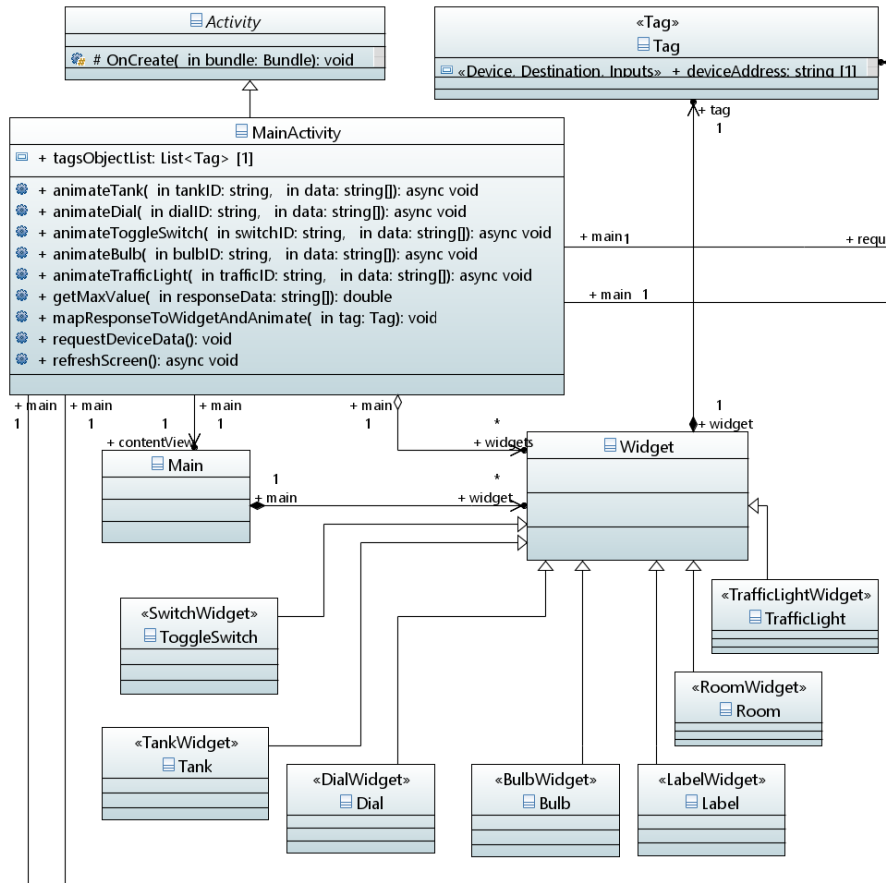 Activity
# OnCreate( in bundle: Bundle): void
«Tag»
Tag
«Device, Destination, Inputs» + deviceAddress: string [1]
+ tag
1
MainActivity
+ tagsObjectList: List<Tag> [1]
+ animateTank( in tankID: string, in data: string[]): async void
+ animateDial( in dialID: string, in data: string[]): async void
+ animateToggleSwitch( in switchID: string, in data: string[]): async void
+ animateBulb( in bulbID: string, in data: string[]): async void
+ animateTrafficLight( in trafficID: string, in data: string[]): async void
+ getMaxValue( in responseData: string[]): double
+ mapResponseToWidgetAndAnimate( in tag: Tag): void
+ requestDeviceData(): void
+ refreshScreen(): async void
+ main 1
+ requ
+ main 1
+ main
1
+ main
1
+ main
1
1
+ contentView
+ main
1
*
+ widgets
1
+ widget
Main
Widget
1
+ main
*
+ widget
«SwitchWidget»
ToggleSwitch
«TrafficLightWidget»
TrafficLight
«RoomWidget»
Room
«TankWidget»
Tank
«DialWidget»
Dial
«BulbWidget»
Bulb
«LabelWidget»
Label